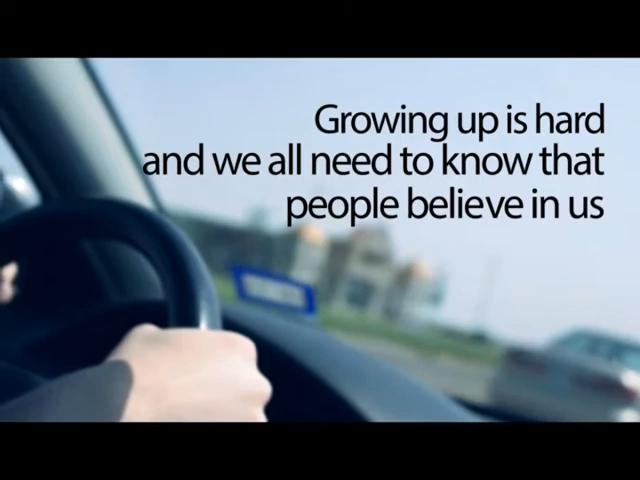 Growing up is hard
and we all need to know that
people believe in us